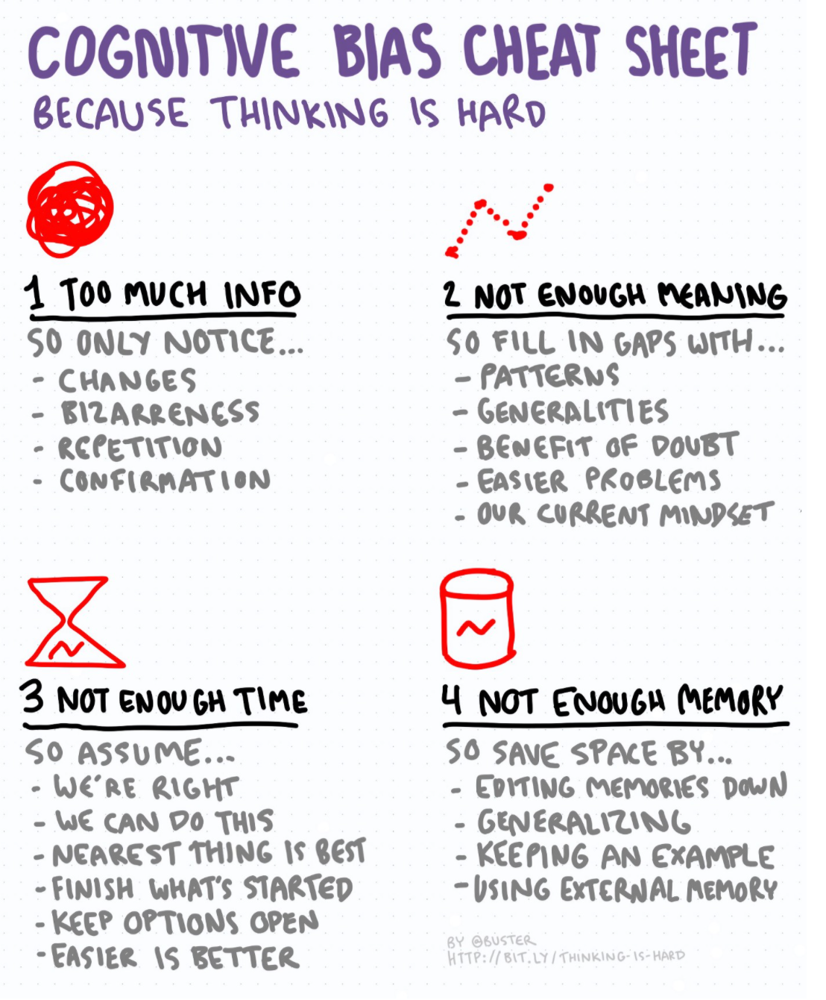 COGNITIVE BIAS CHEAT SHEET
BECAUSE THINKING IS HARD
1 TOO MUCH INFO
SO ONLY NOTICE...
- CHANGES
- BIZARRENESS
- REPETITION
- CONFIRMATION
2 NOT ENOUGH MEANING
SO FILL IN GAPS WITH...
- PATTERNS
- GENERALITIES
- BENEFIT OF DOUBT
- EASIER PROBLEMS
- OUR CURRENT MINDSET
3 NOT ENOUGH TIME
SO ASSUME...
- WE'RE RIGHT
- WE CAN DO THIS
- NEAREST THING IS BEST
- FINISH WHAT'S STARTED
- KEEP OPTIONS OPEN
- EASIER IS BETTER
4 NOT ENOUGH MEMORY
SO SAVE SPACE BY...
- EDITING MEMORIES DOWN
- GENERALIZING
- KEEPING AN EXAMPLE
- USING EXTERNAL MEMORY
BY @BUSTER
HTTP://BIT.LY/THINKING-IS-HARD